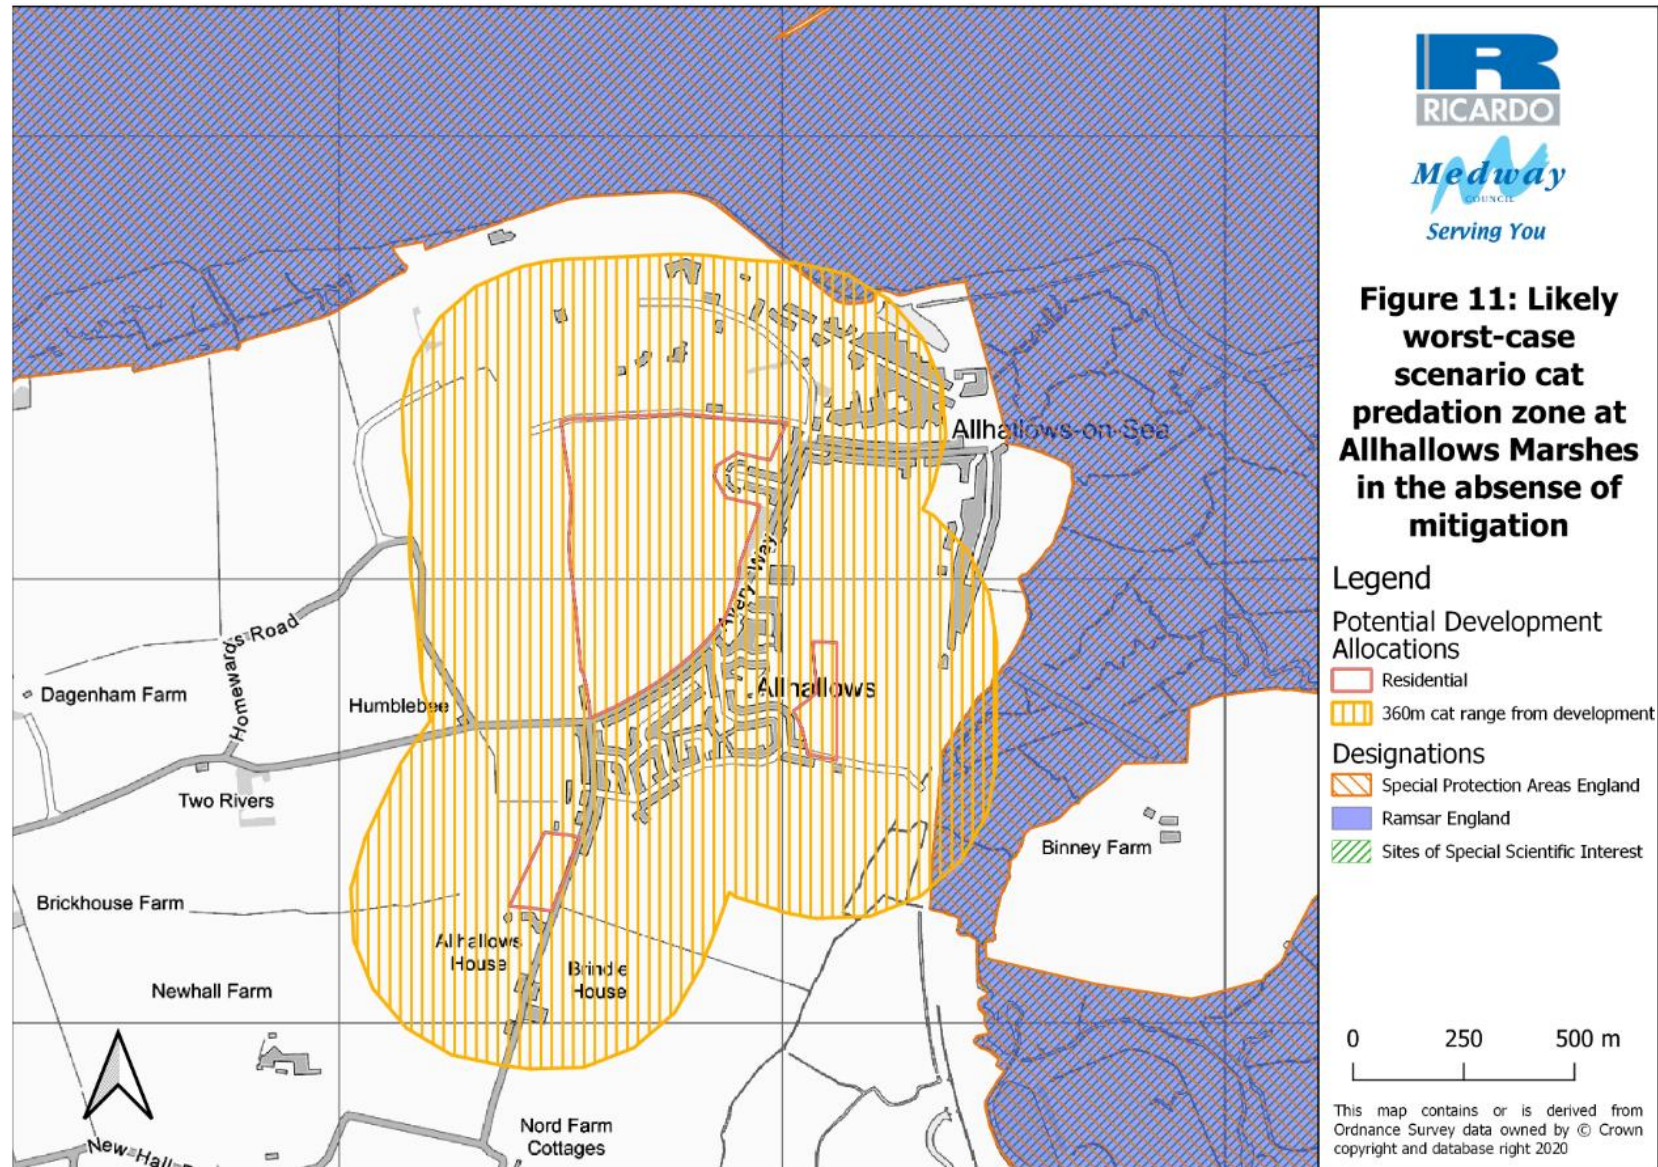 Allhallows-on-Sea
Avery Way
Homewards Road
Dagenham Farm
Humblebee
Allhallows
Two Rivers
Binney Farm
Brickhouse Farm
Allhallows
House
Brindle
House
Newhall Farm
Nord Farm
Cottages
RICARDO
Medway
COUNCIL
Serving You
Figure 11: Likely
worst-case
scenario cat
predation zone at
Allhallows Marshes
in the absense of
mitigation
Legend
Potential Development
Allocations
Residential
360m cat range from development
Designations
Special Protection Areas England
Ramsar England
Sites of Special Scientific Interest
0 250 500 m
This map contains or is derived from
Ordnance Survey data owned by © Crown
copyright and database right 2020